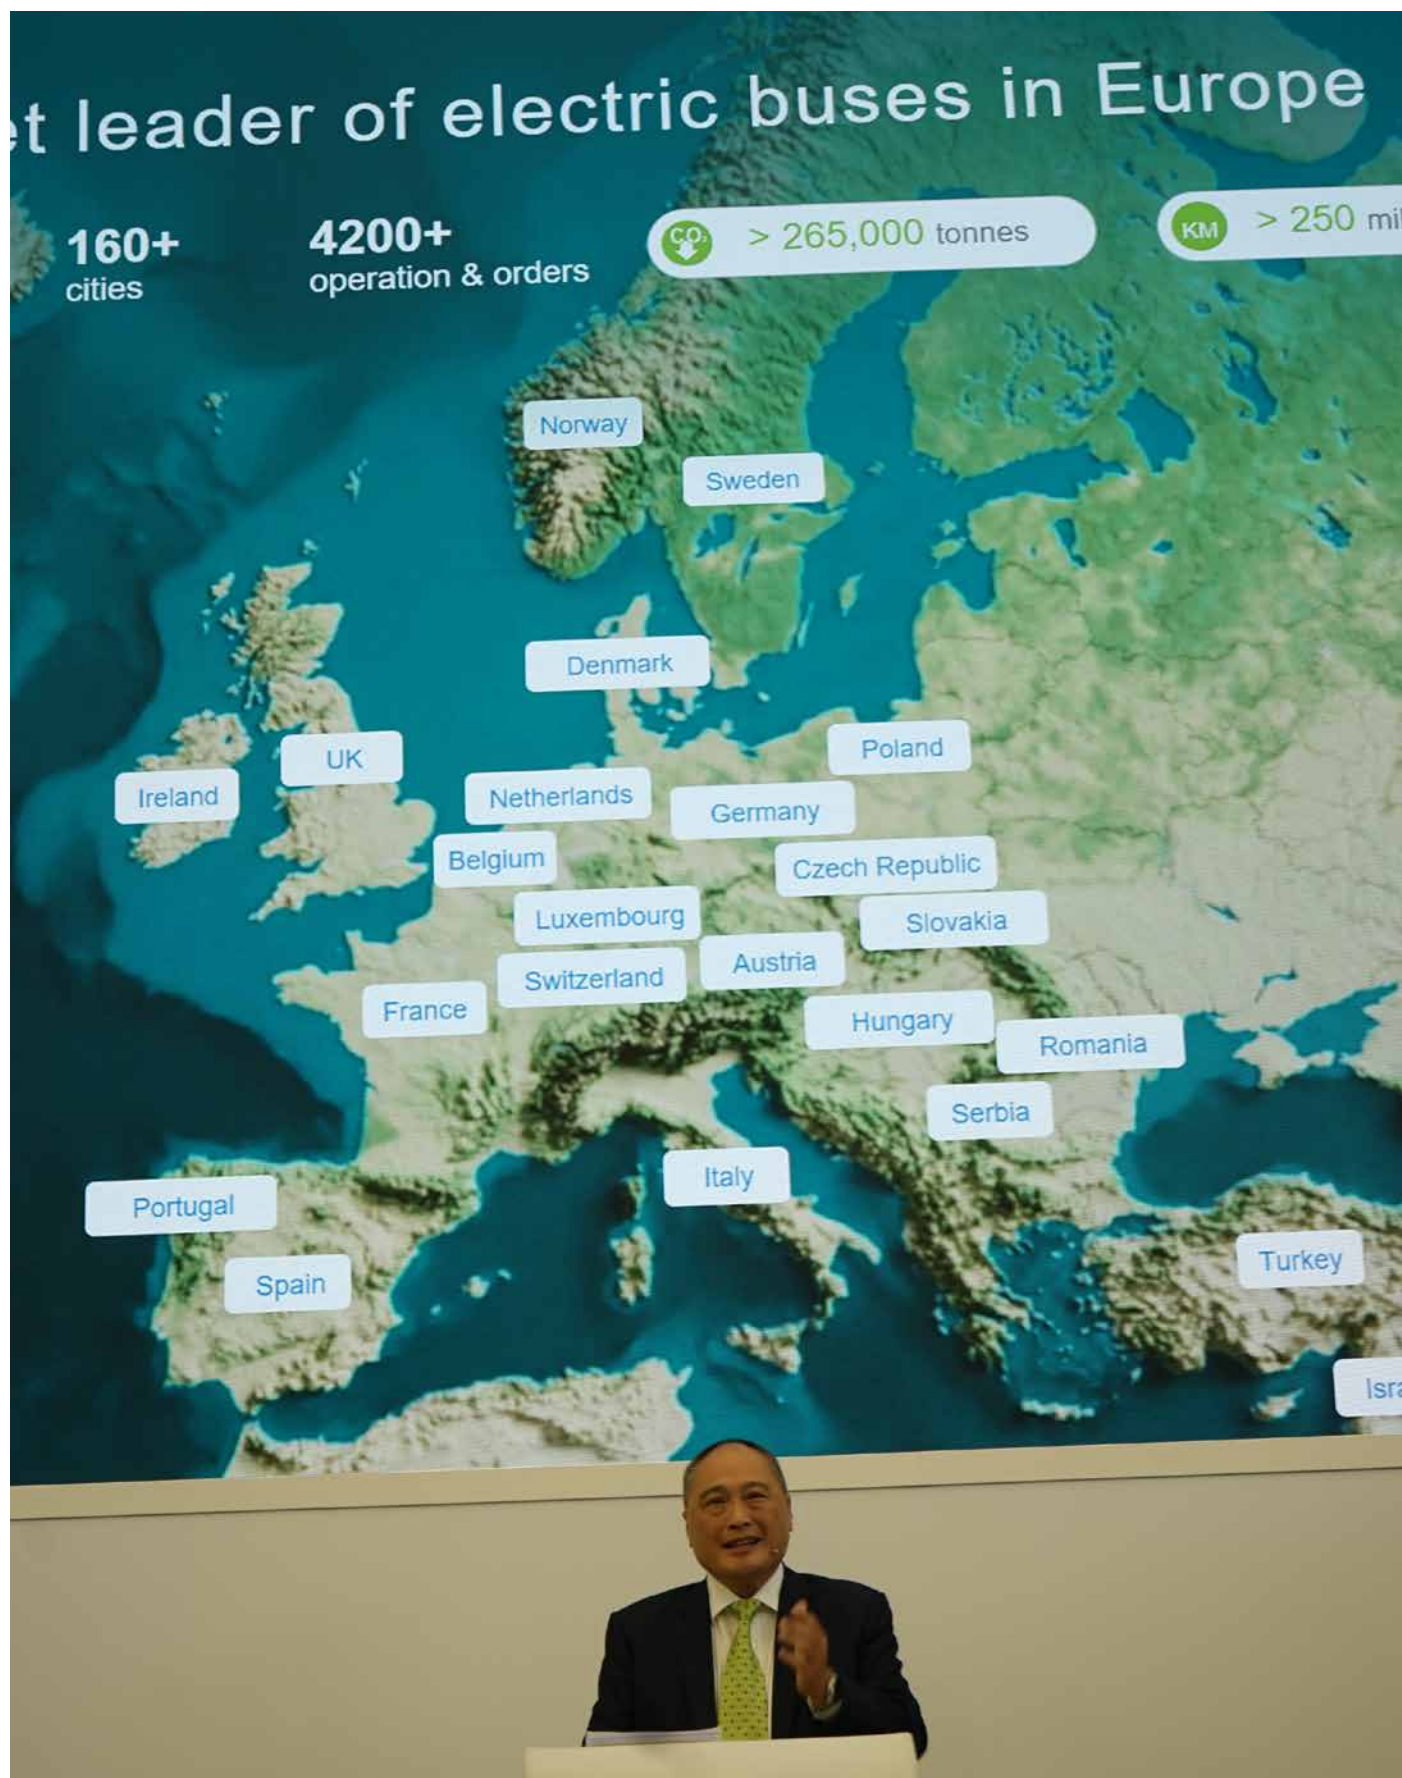 leader of electric buses in Europe
160+
cities
4200+
operation & orders
CO₂
> 265,000 tonnes
KM
> 250
Norway
Sweden
Denmark
UK
Poland
Ireland
Netherlands
Germany
Belgium
Czech Republic
Luxembourg
Slovakia
Switzerland
Austria
France
Hungary
Romania
Serbia
Italy
Portugal
Turkey
Spain